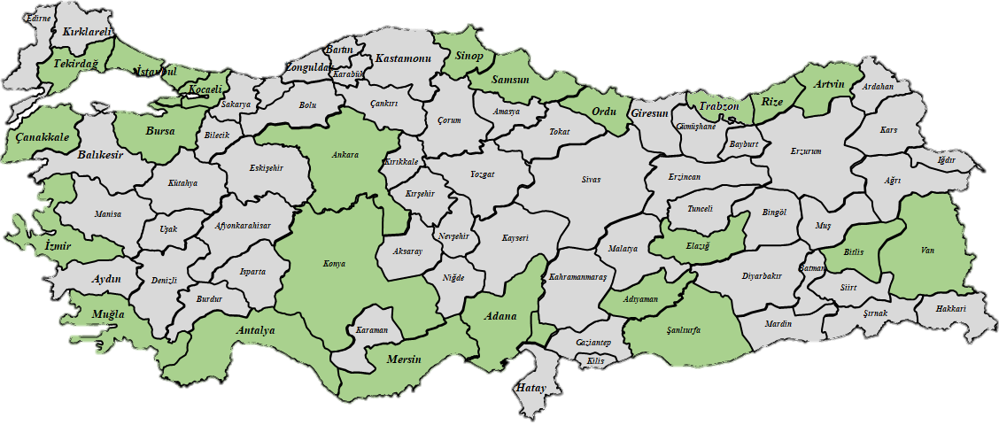 Edirne
Kırklareli
Tekirdağ
İstanbul
Kocaeli
Sakarya
Zonguldak
Bartın
Karabük
Kastamonu
Sinop
Samsun
Ordu
Giresun
Trabzon
Rize
Artvin
Ardahan
Çanakkale
Balıkesir
Bursa
Bilecik
Bolu
Çankırı
Çorum
Amasya
Tokat
Gümüşhane
Bayburt
Erzurum
Kars
Iğdır
Ağrı
Kütahya
Eskişehir
Ankara
Kırıkkale
Kırşehir
Yozgat
Sivas
Erzincan
Tunceli
Bingöl
Muş
Manisa
Uşak
Afyonkarahisar
İzmir
Konya
Aksaray
Nevşehir
Kayseri
Malatya
Elazığ
Bitlis
Van
Aydın
Denizli
Isparta
Burdur
Niğde
Kahramanmaraş
Adıyaman
Diyarbakır
Batman
Siirt
Şırnak
Hakkari
Muğla
Antalya
Karaman
Mersin
Adana
Gaziantep
Kilis
Şanlıurfa
Mardin
Hatay